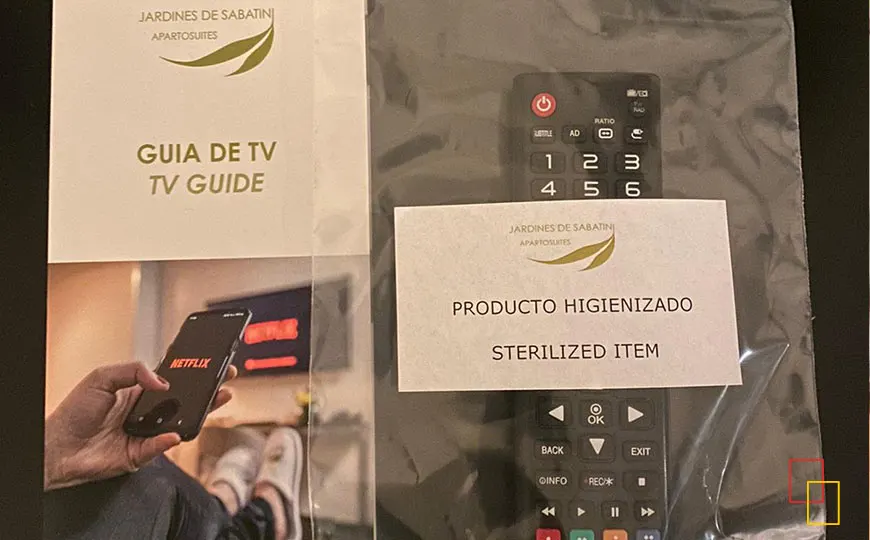 JARDINES DE SABATINI
APARTOSUITES
GUIA DE TV
TV GUIDE
NETFLIX
RATIO
SUBTITLE
AD
1 2 3
4 5 6
JARDINES DE SABATINI
APARTOSUITES
PRODUCTO HIGIENIZADO
STERILIZED ITEM
OK
BACK
EXIT
INFO
REC/*